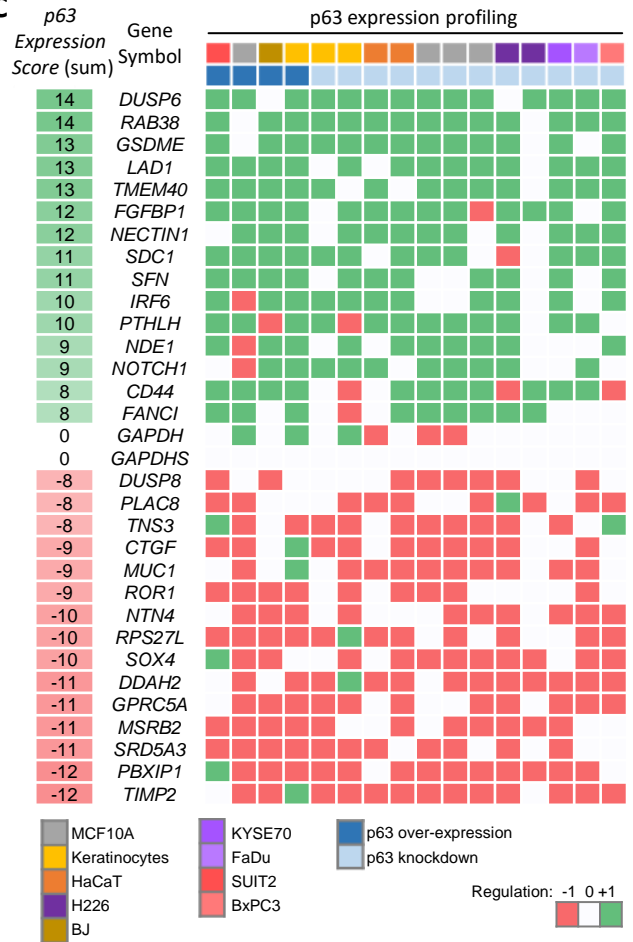 C
p63 Expression Score (sum)
Gene Symbol
p63 expression profiling
14 DUSP6
14 RAB38
13 GSDME
13 LAD1
13 TMEM40
12 FGFBP1
12 NECTIN1
11 SDC1
11 SFN
10 IRF6
10 PTHLH
9 NDE1
9 NOTCH1
8 CD44
8 FANCI
0 GAPDH
0 GAPDHS
-8 DUSP8
-8 PLAC8
-8 TNS3
-9 CTGF
-9 MUC1
-9 ROR1
-10 NTN4
-10 RPS27L
-10 SOX4
-11 DDAH2
-11 GPRC5A
-11 MSRB2
-11 SRD5A3
-12 PBXIP1
-12 TIMP2
MCF10A
Keratinocytes
HaCaT
H226
BJ
KYSE70
FaDu
SUIT2
BxPC3
p63 over-expression
p63 knockdown
Regulation: -1 0 +1